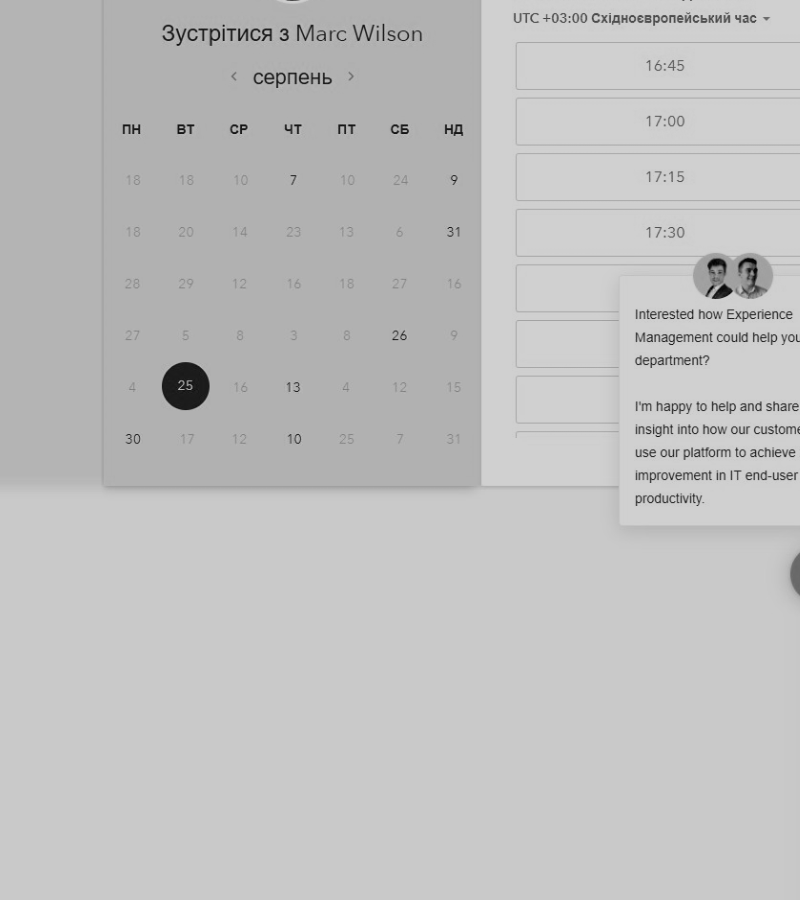 Зустрітися з Marc Wilson
серпень
ПН ВТ СР ЧТ ПТ СБ НД
18 18 10 7 10 24 9
18 20 14 23 13 6 31
28 29 12 16 18 27 16
27 5 8 3 8 26 9
4 25 16 13 4 12 15
30 17 12 10 25 7 31
UTC +03:00 Східноєвропейський час
16:45
17:00
17:15
17:30
Interested how Experience
Management could help you
department?
I'm happy to help and share
insight into how our custome
use our platform to achieve
improvement in IT end-user
productivity.